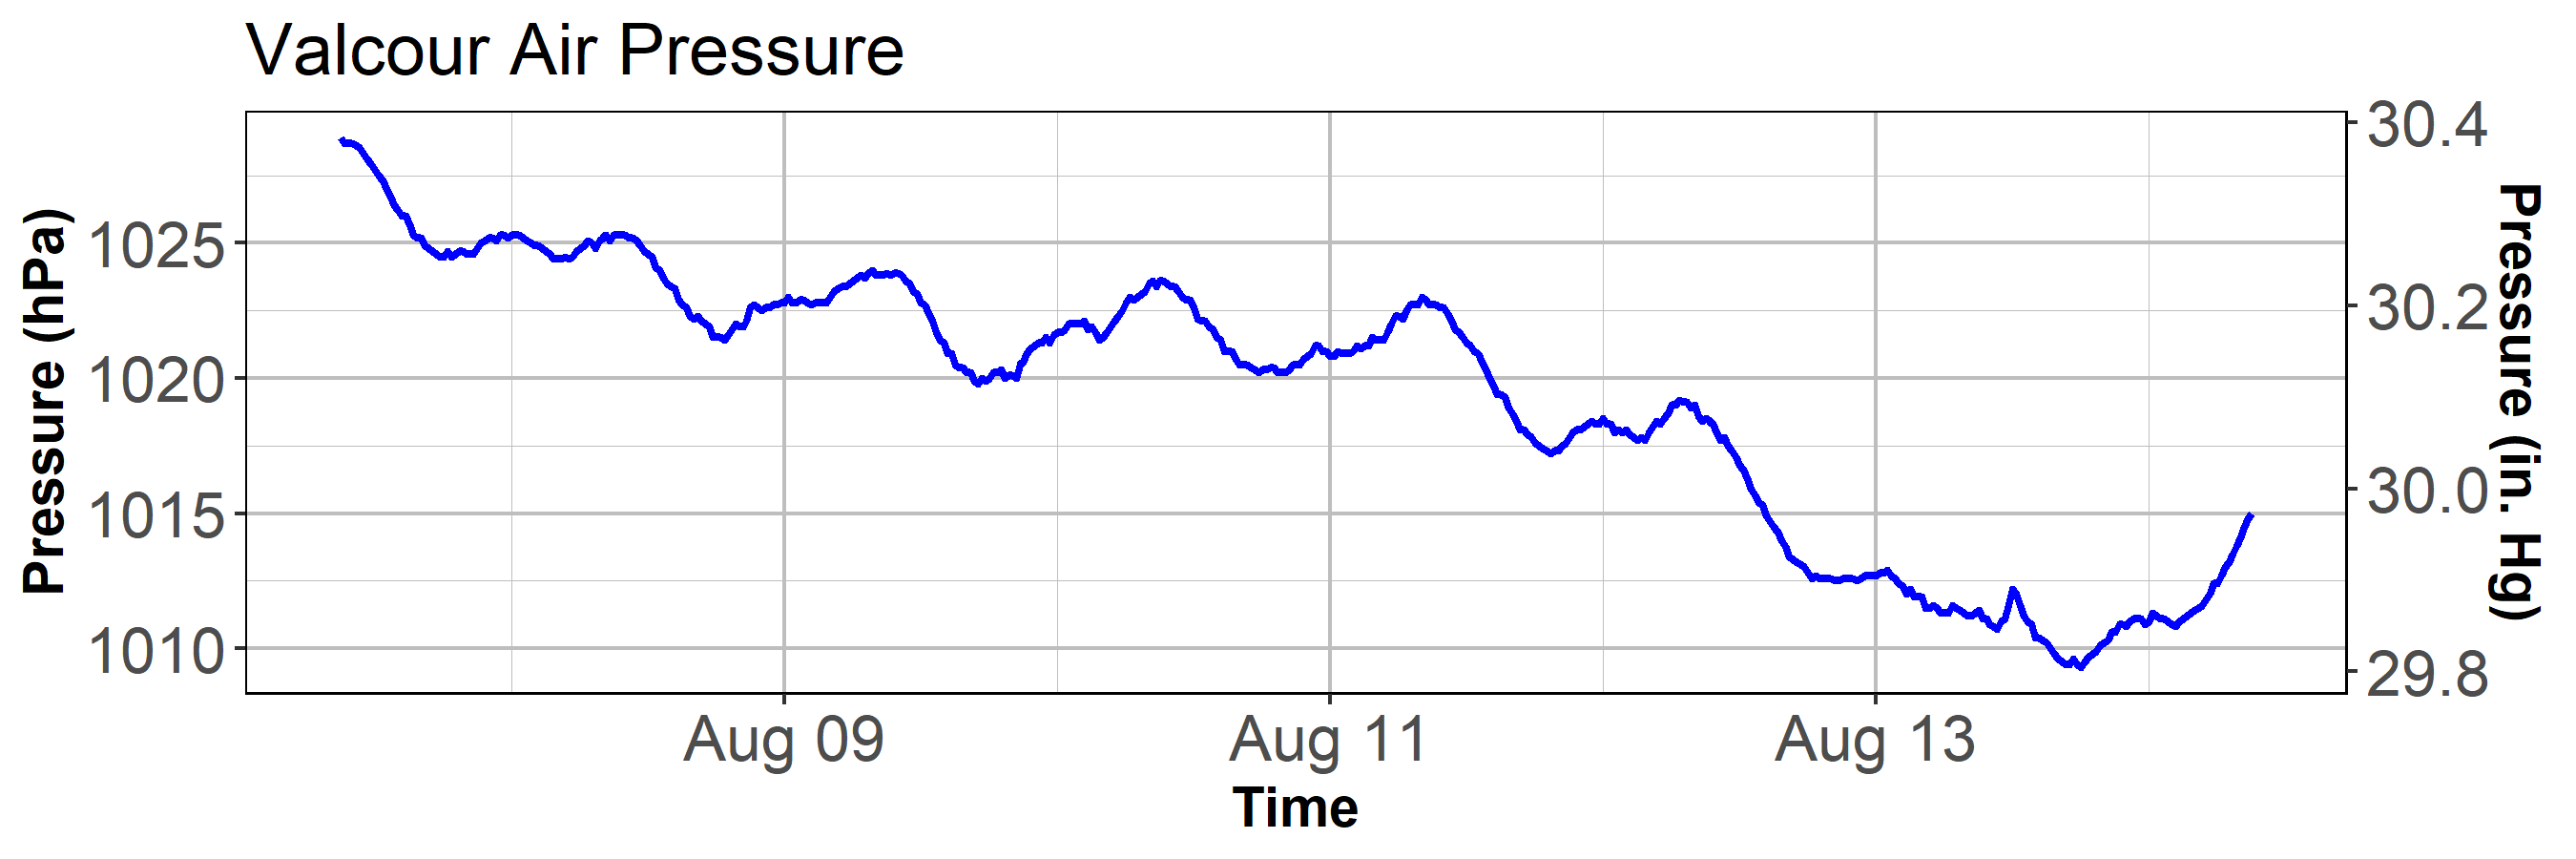 Valcour Air Pressure
Pressure (hPa)
1025
1020
1015
1010
30.4
30.2
30.0
29.8
Pressure (in. Hg)
Aug 09
Aug 11
Aug 13
Time